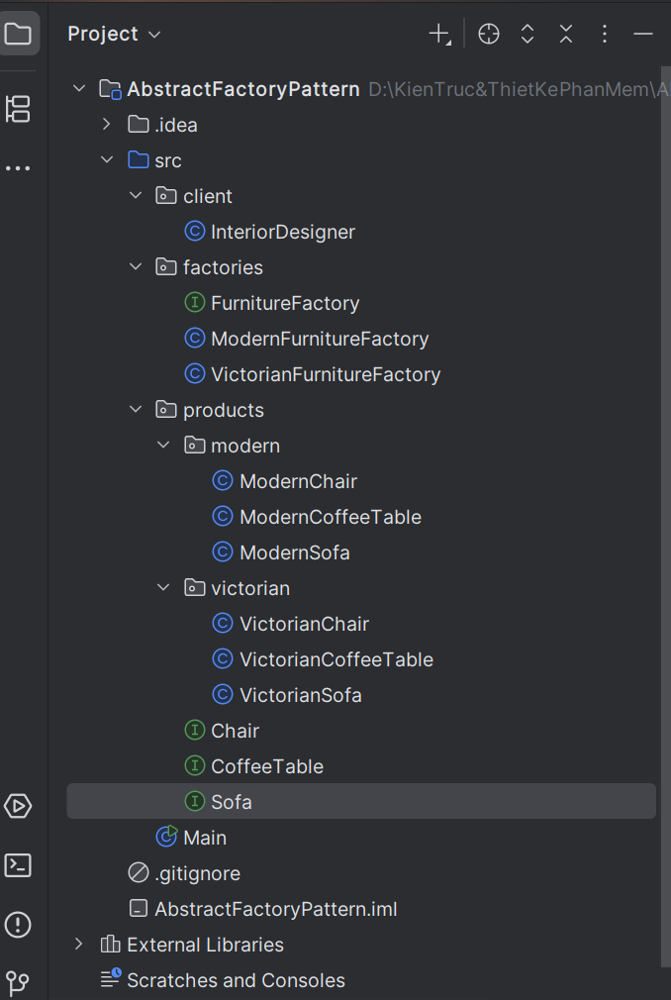 Project
AbstractFactoryPattern D:\KienTruc&ThietKePhanMem\A
.idea
src
client
InteriorDesigner
factories
FurnitureFactory
ModernFurnitureFactory
VictorianFurnitureFactory
products
modern
ModernChair
ModernCoffeeTable
ModernSofa
victorian
VictorianChair
VictorianCoffeeTable
VictorianSofa
Chair
CoffeeTable
Sofa
Main
.gitignore
AbstractFactoryPattern.iml
External Libraries
Scratches and Consoles